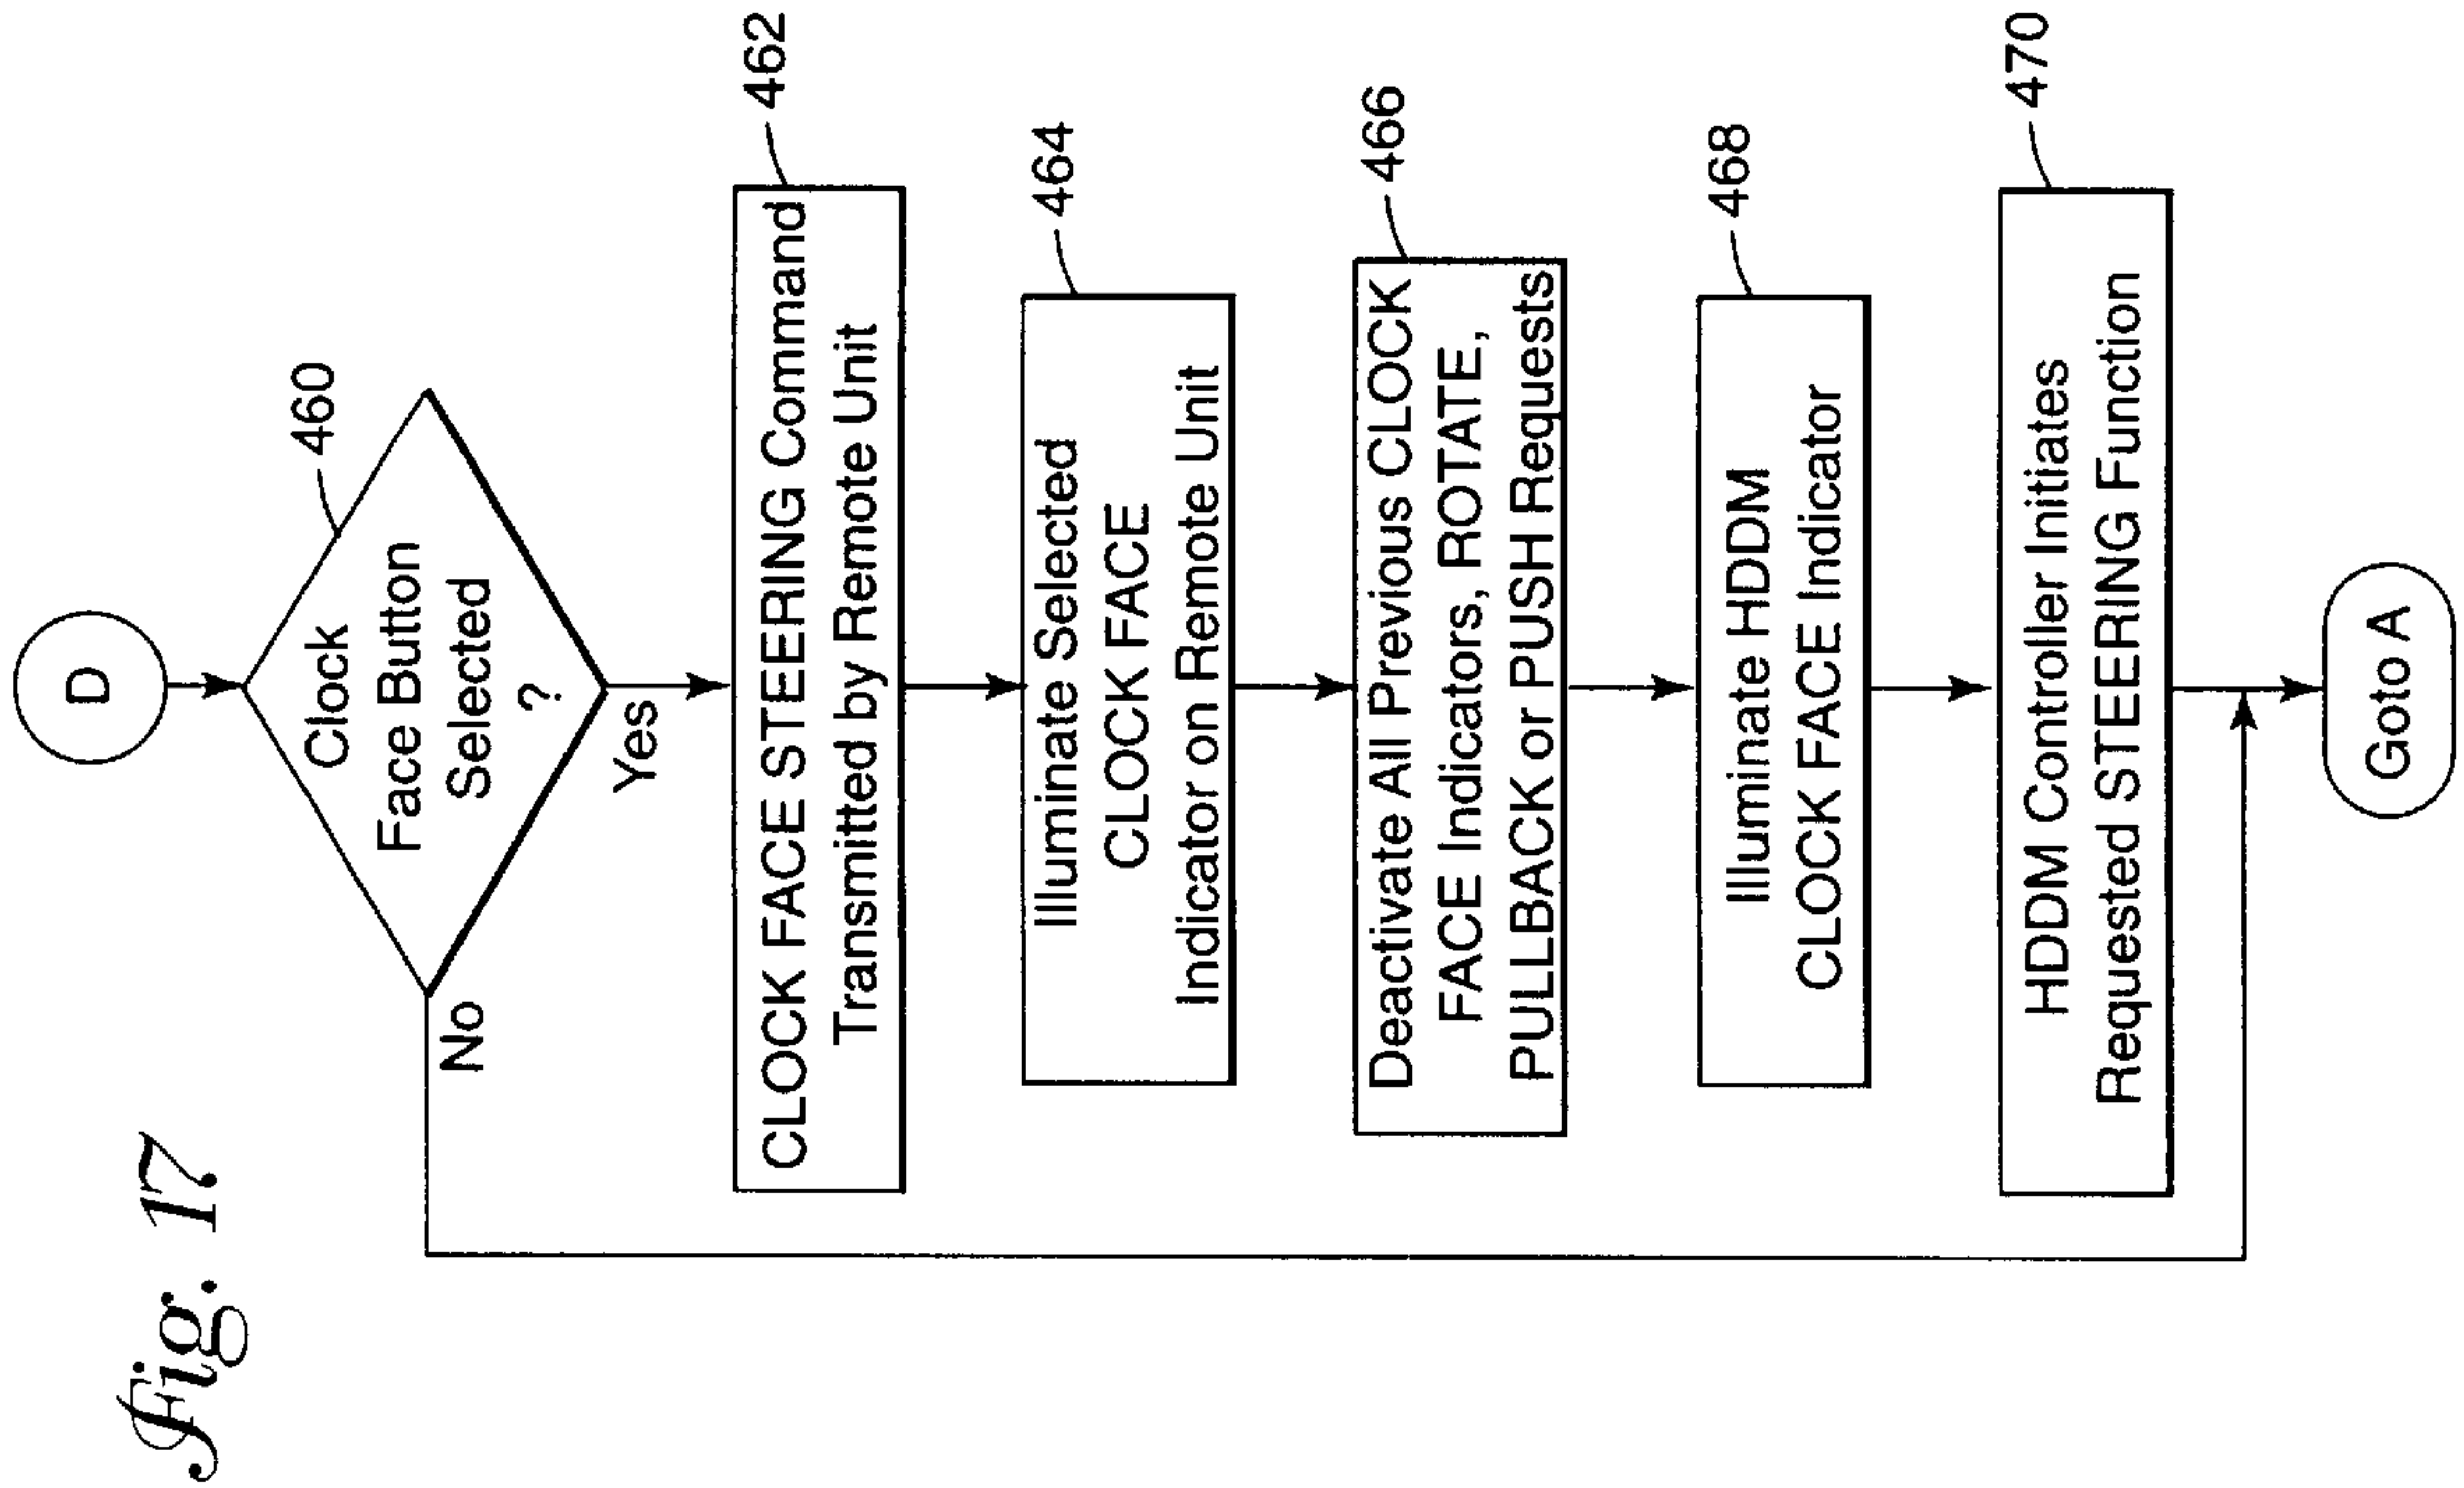 Fig. 17
D
460
Clock
Face Button
Selected
?
No
Yes
462
CLOCK FACE STEERING Command
Transmitted by Remote Unit
464
Illuminate Selected
CLOCK FACE
Indicator on Remote Unit
466
Deactivate All Previous CLOCK
FACE Indicators, ROTATE,
PULLBACK or PUSH Requests
468
Illuminate HDDM
CLOCK FACE Indicator
470
HDDM Controller Initiates
Requested STEERING Function
Goto A